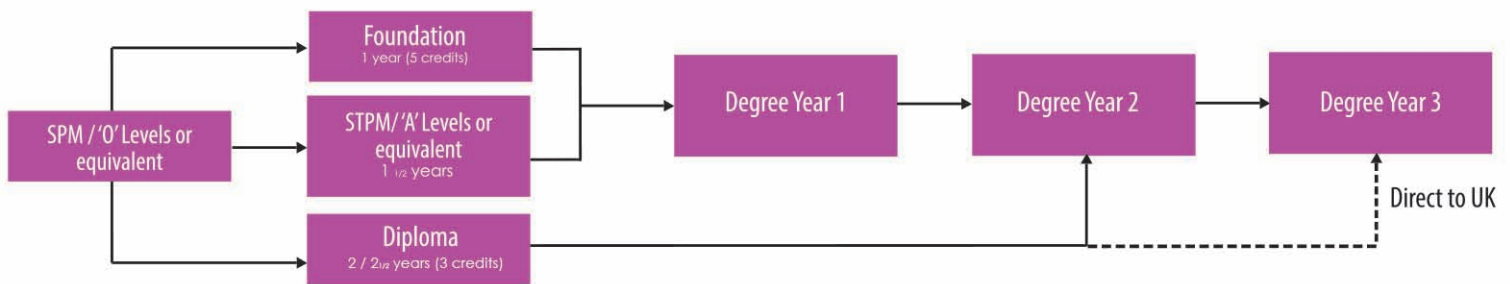 Foundation
1 year (5 credits)
SPM / ‘O’ Levels or
equivalent
STPM/ ‘A’ Levels or
equivalent
1 1/2 years
Diploma
2 / 2 1/2 years (3 credits)
Degree Year 1
Degree Year 2
Degree Year 3
Direct to UK